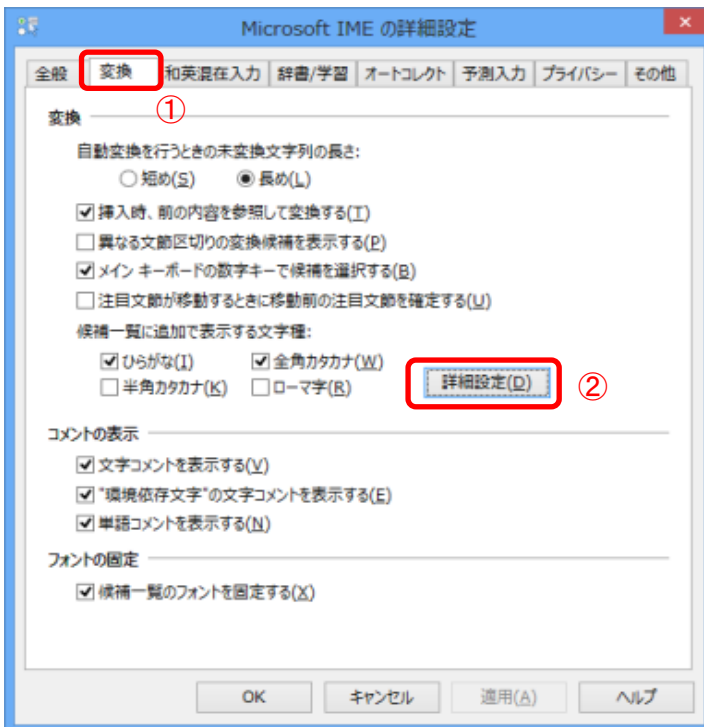 Microsoft IME の詳細設定
全般 変換 和英混在入力 辞書/学習 オートコレクト 予測入力 プライバシー その他
①
変換
自動変換を行うときの未変換文字列の長さ:
短め(S) 長め(L)
挿入時、前の内容を参照して変換する(T)
異なる文節区切りの変換候補を表示する(P)
メイン キーボードの数字キーで候補を選択する(B)
注目文節が移動するときに移動前の注目文節を確定する(U)
候補一覧に追加で表示する文字種:
ひらがな(I) 全角カタカナ(W)
半角カタカナ(K) ローマ字(R) 詳細設定(D) ②
コメントの表示
文字コメントを表示する(V)
"環境依存文字"の文字コメントを表示する(E)
単語コメントを表示する(N)
フォントの固定
候補一覧のフォントを固定する(X)
OK キャンセル 適用(A) ヘルプ